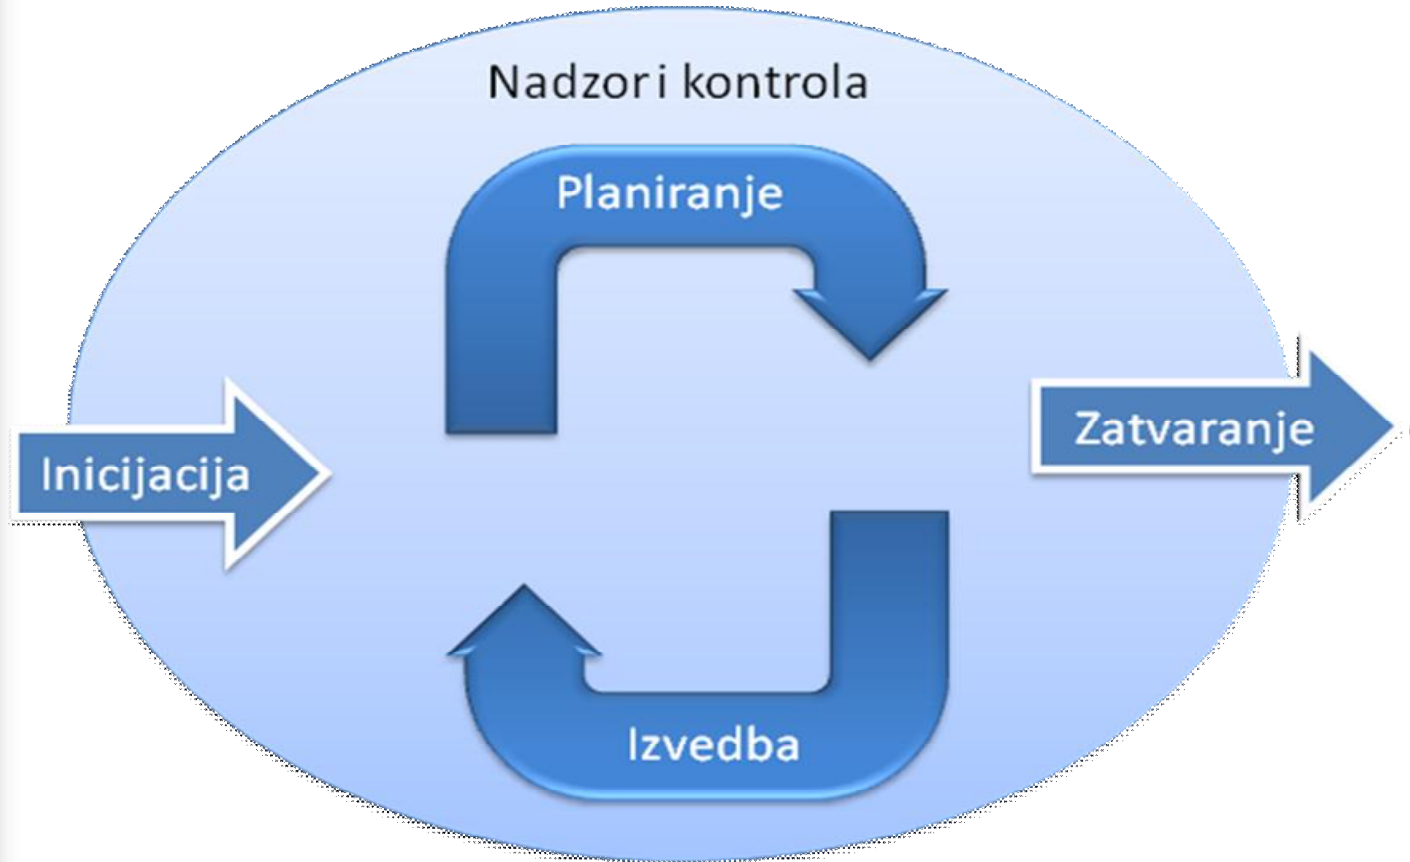 Nadzor i kontrola
Planiranje
Inicijacija
Zatvaranje
Izvedba